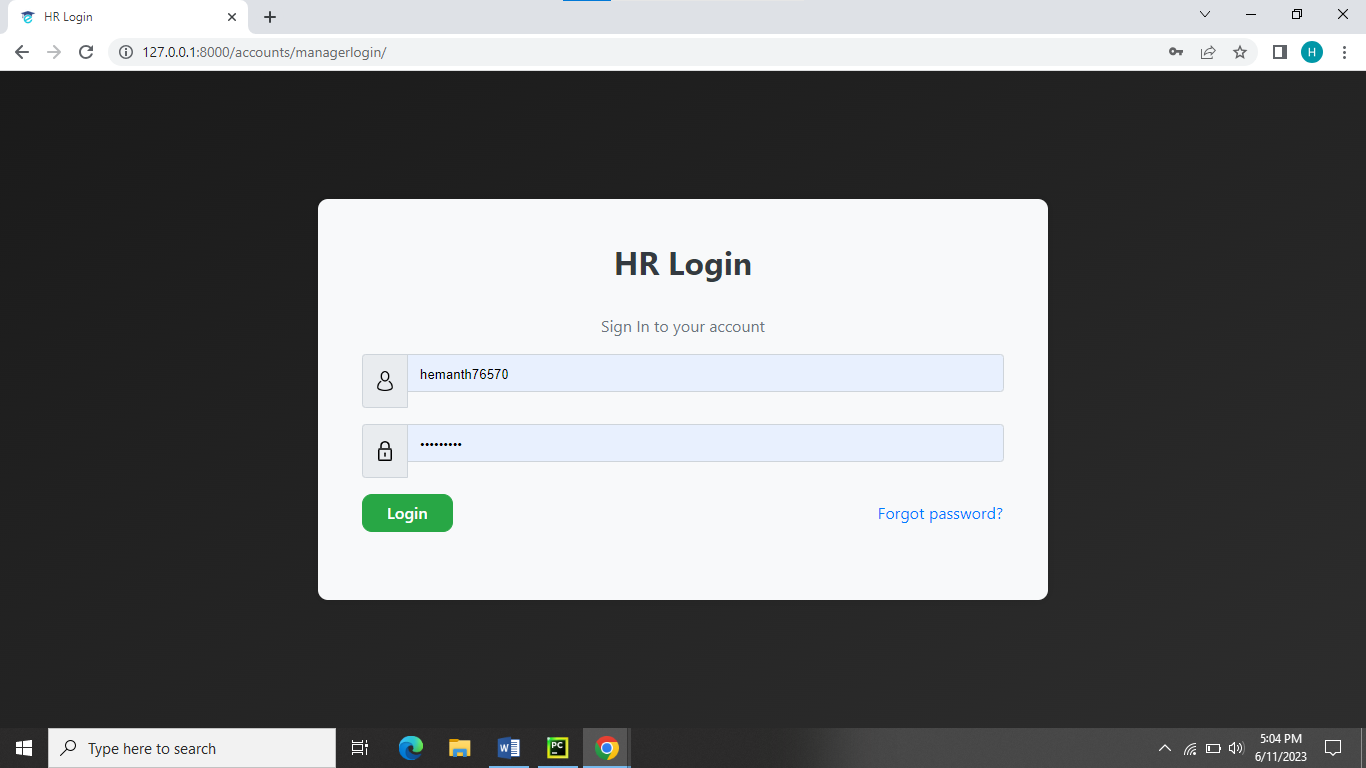 HR Login
127.0.0.1:8000/accounts/managerlogin/
H
HR Login
Sign In to your account
hemanth76570
•••••••••
Login
Forgot password?
Type here to search
W
PC
5:04 PM
6/11/2023